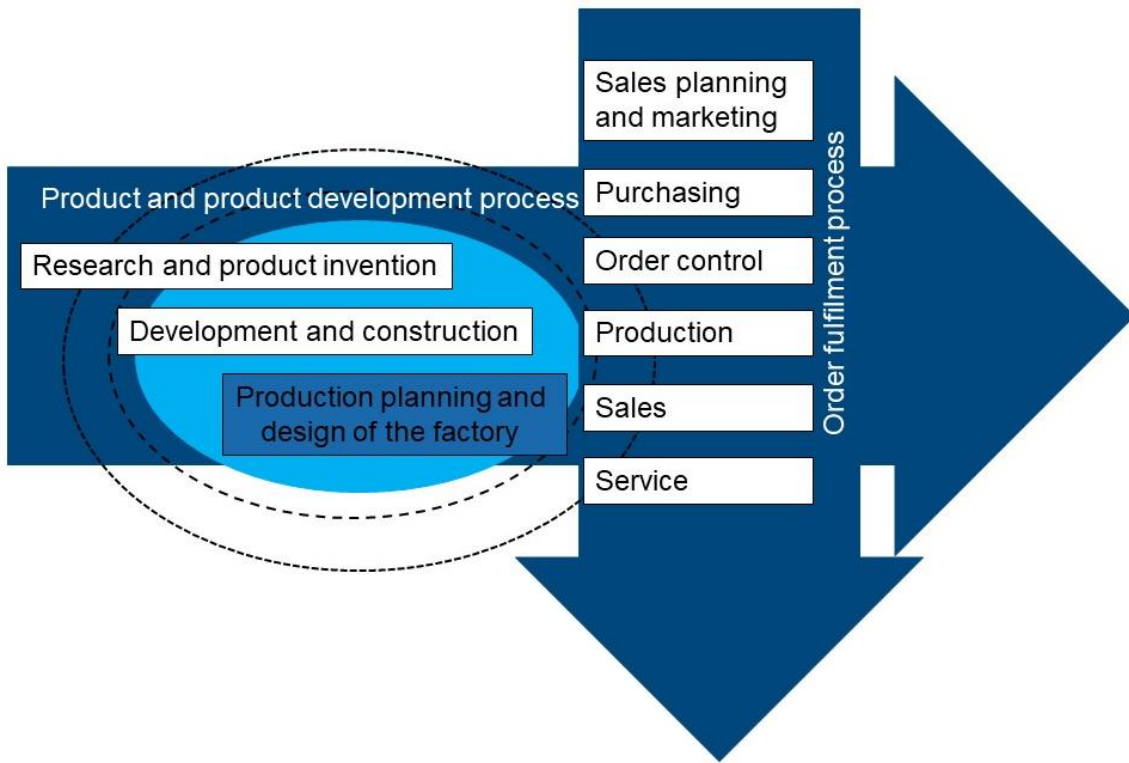 Product and product development process
Research and product invention
Development and construction
Production planning and
design of the factory
Sales planning
and marketing
Purchasing
Order control
Production
Sales
Service
Order fulfilment process